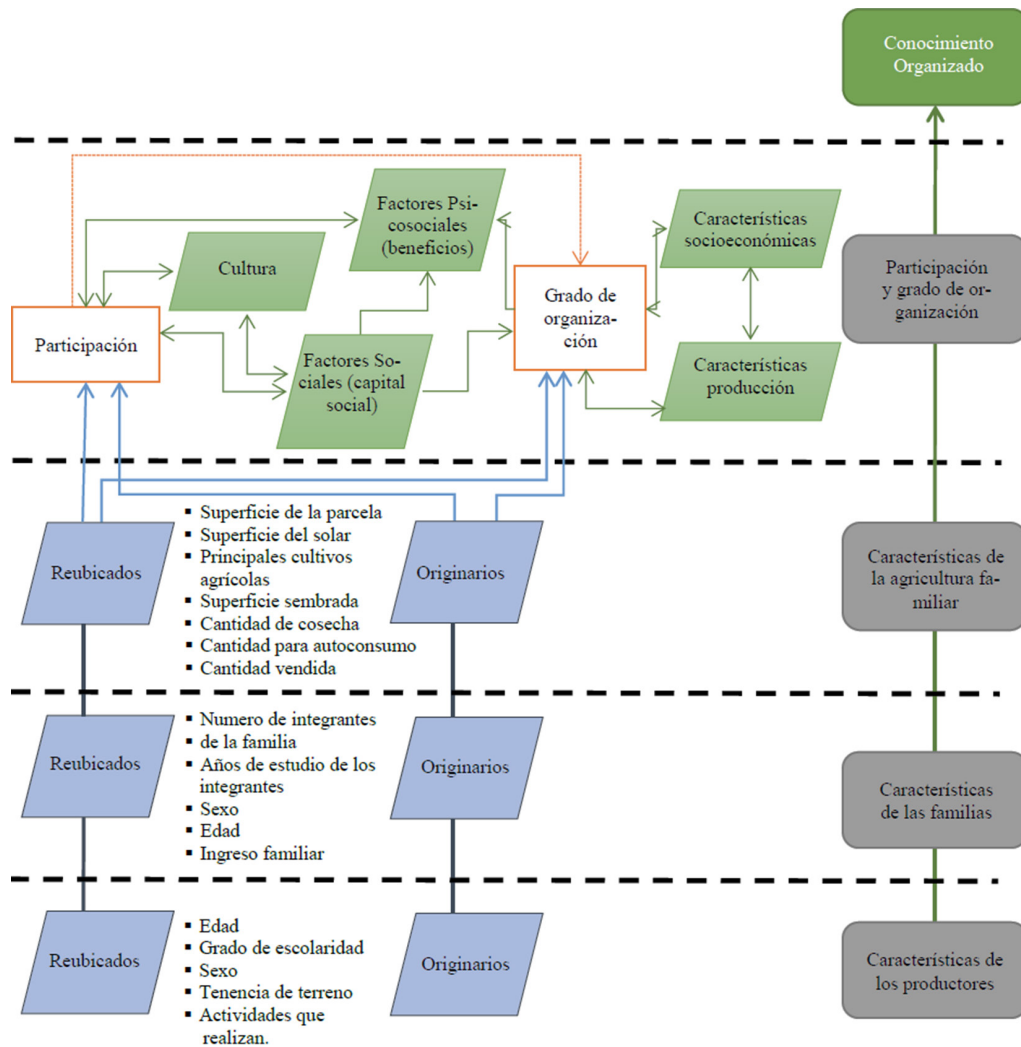 Conocimiento
Organizado
Factores Psi-
cosociales
(beneficios)
Características
socioeconómicas
Cultura
Participación
y grado de or-
ganización
Grado de
organiza-
ción
Participación
Factores So-
ciales (capital
social)
Características
producción
Reubicados
▪ Superficie de la parcela
▪ Superficie del solar
▪ Principales cultivos
agrícolas
▪ Superficie sembrada
▪ Cantidad de cosecha
▪ Cantidad para autoconsumo
▪ Cantidad vendida
Originarios
Características de
la agricultura fa-
miliar
Reubicados
▪ Numero de integrantes
▪ de la familia
▪ Años de estudio de los
integrantes
▪ Sexo
▪ Edad
▪ Ingreso familiar
Originarios
Características
de las familias
Reubicados
▪ Edad
▪ Grado de escolaridad
▪ Sexo
▪ Tenencia de terreno
▪ Actividades que
realizan.
Originarios
Características de
los productores